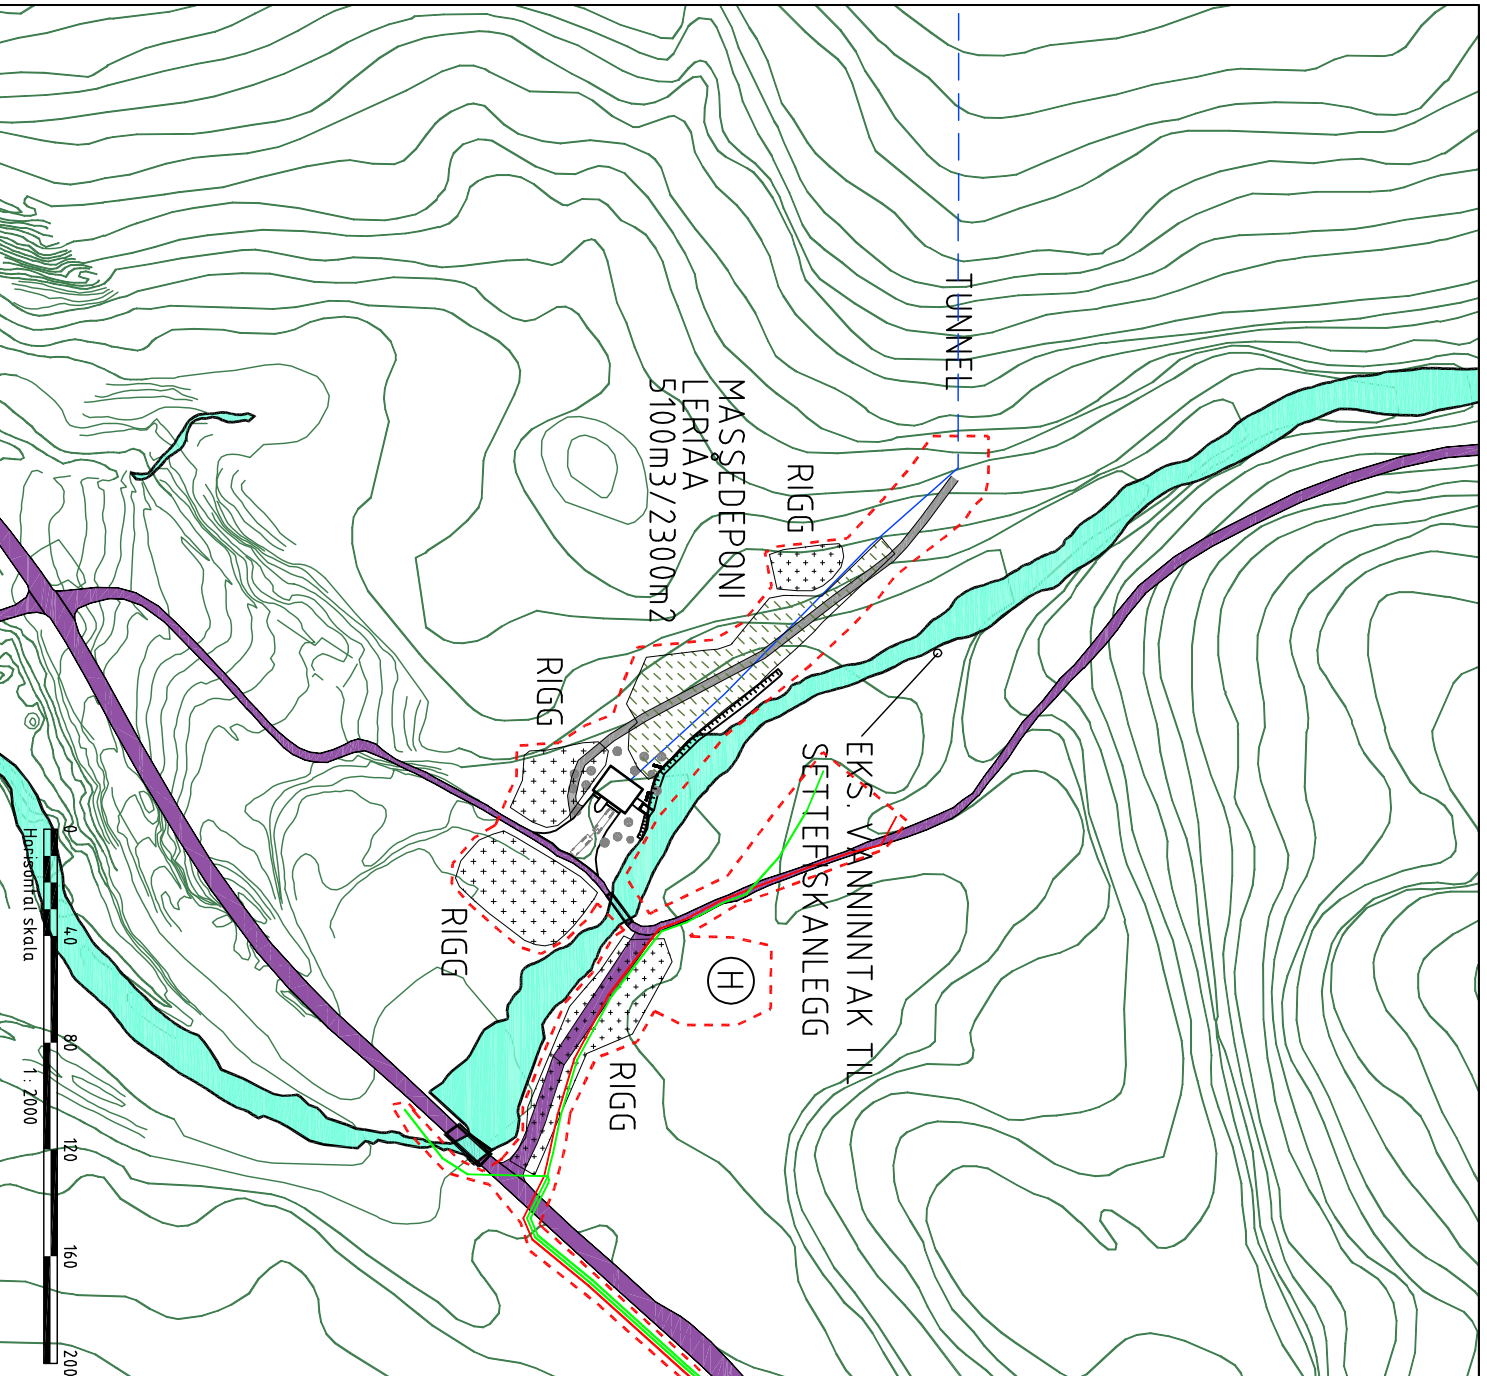 TUNNEL
RIGG
MASSEDEPONI
LERIAA
5100m3/2300m2
RIGG
EKS. VANNINNTAK TIL
SETTEFISKANLEGG
H
RIGG
RIGG
0
40
80
120
160
200
Horisontal skala
1: 2000